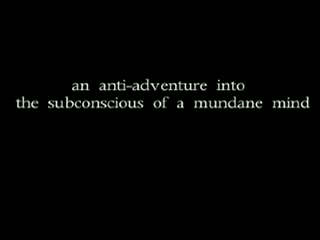 an anti-adventure into
the subconscious of a mundane mind